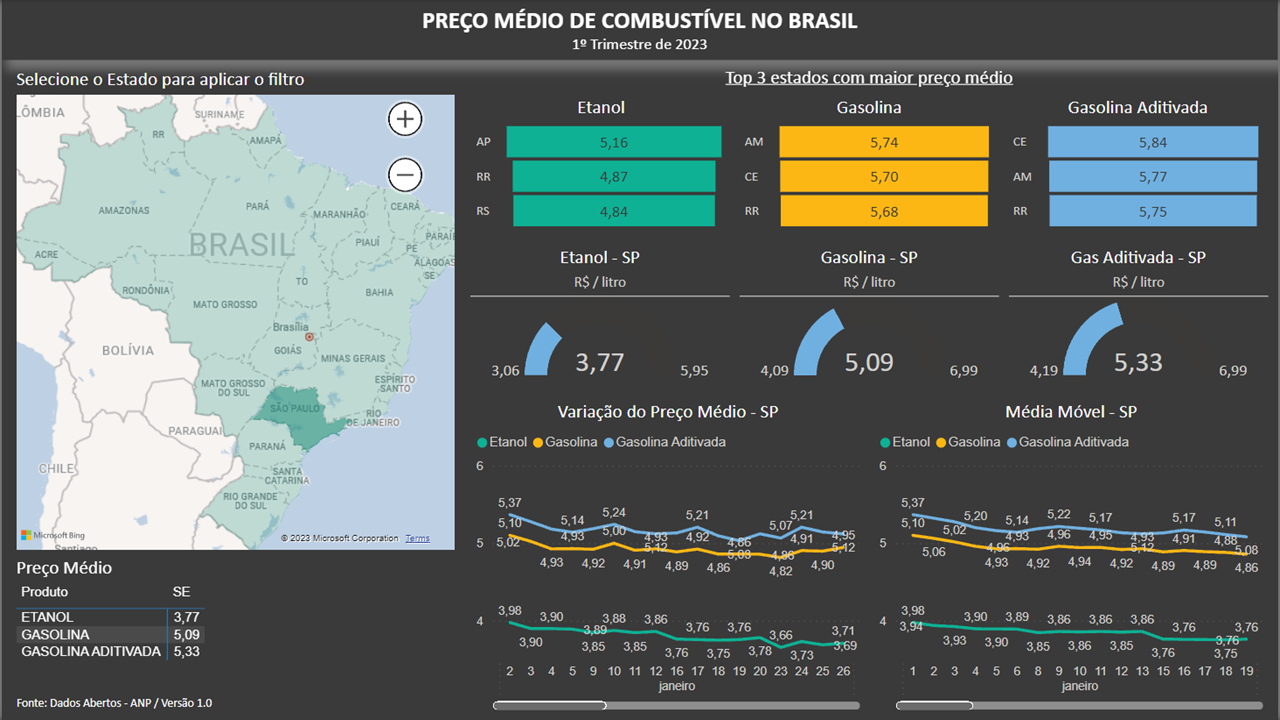 PREÇO MÉDIO DE COMBUSTÍVEL NO BRASIL
1º Trimestre de 2023
Selecione o Estado para aplicar o filtro
ÔMBIA
SURINAME
RR
AMAPÁ
AMAZONAS
PARÁ
MARANHÃO
CEARÁ
BRASIL
PIAUÍ
PARAÍ
PE
ACRE
ALAGOAS
SE
TO
RONDÔNIA
BAHIA
MATO GROSSO
Brasília
GOIÁS
BOLÍVIA
MINAS GERAIS
MATO GROSSO
DO SUL
ESPÍRITO
SANTO
SÃO PAULO
RIO
DE JANEIRO
PARAGUAI
PARANÁ
CHILE
SANTA
CATARINA
RIO GRANDE
DO SUL
Microsoft Bing
© 2023 Microsoft Corporation Terms
Santiago
Preço Médio
Produto SE
ETANOL 3,77
GASOLINA 5,09
GASOLINA ADITIVADA 5,33
Fonte: Dados Abertos - ANP / Versão 1.0
Top 3 estados com maior preço médio
Etanol
AP 5,16
RR 4,87
RS 4,84
Gasolina
AM 5,74
CE 5,70
RR 5,68
Gasolina Aditivada
CE 5,84
AM 5,77
RR 5,75
Etanol - SP
R$ / litro
3,06 3,77 5,95
Gasolina - SP
R$ / litro
4,09 5,09 6,99
Gas Aditivada - SP
R$ / litro
4,19 5,33 6,99
Variação do Preço Médio - SP
Etanol Gasolina Gasolina Aditivada
6
5,37 5,14 5,24 5,21 5,07 5,21
5,10 5,00 4,93 4,92 4,91 4,95
5 5,02 4,93 4,92 4,91 4,89 4,86 4,82 4,90 5,12
4 3,98 3,90 3,89 3,88 3,86 3,76 3,76 3,66 3,71
3,90 3,85 3,85 3,76 3,75 3,78 3,73 3,69
2 3 4 5 9 10 11 12 16 17 18 19 20 23 24 25 26
janeiro
Média Móvel - SP
Etanol Gasolina Gasolina Aditivada
6
5,37 5,20 5,14 5,22 5,17 5,17 5,11
5,10 5,02 4,93 4,96 4,95 4,93 4,91 4,88
5 5,06 4,93 4,92 4,94 4,92 5,12 4,89 4,89 5,08 4,86
4 3,98 3,90 3,89 3,86 3,86 3,83 3,76 3,76
3,94 3,93 3,90 3,85 3,86 3,85 3,76 3,75
1 2 3 4 5 6 8 9 10 11 12 13 15 16 17 18 19
janeiro